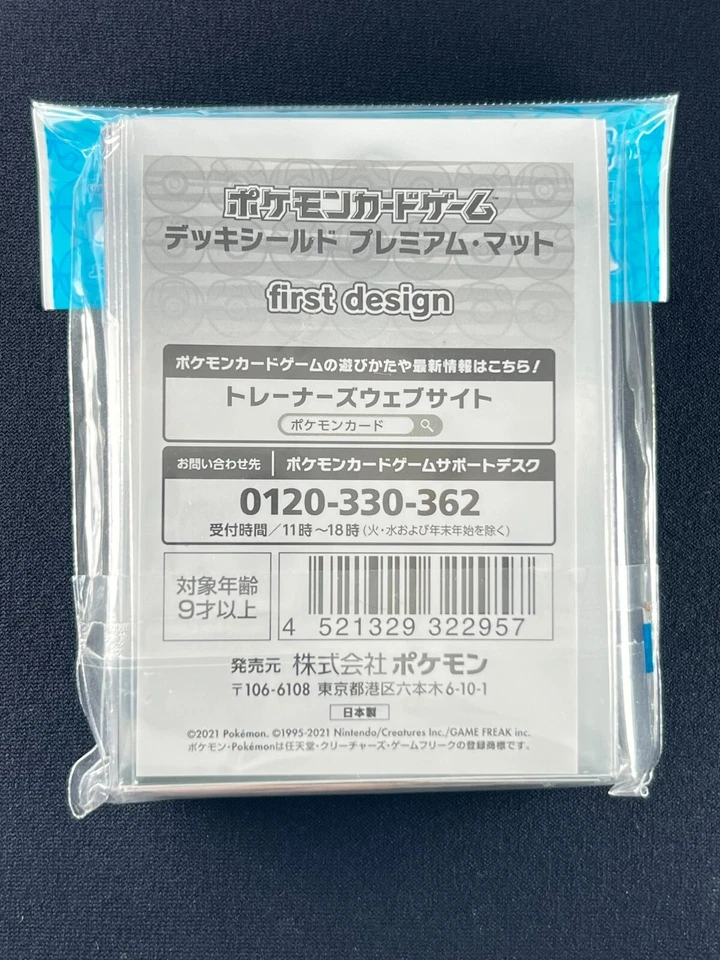 ポケモンカードゲーム™
デッキシールド プレミアム・マット
first design
ポケモンカードゲームの遊びかたや最新情報はこちら！
トレーナーズウェブサイト
ポケモンカード
お問い合わせ先 ポケモンカードゲームサポートデスク
0120-330-362
受付時間／11時～18時(火・水および年末年始を除く)
対象年齢
9才以上
4 521329 322957
発売元 株式会社ポケモン
〒106-6108 東京都港区六本木6-10-1
日本製
©2021 Pokémon. ©1995-2021 Nintendo/Creatures Inc./GAME FREAK inc.
ポケモン・Pokémonは任天堂・クリーチャーズ・ゲームフリークの登録商標です。